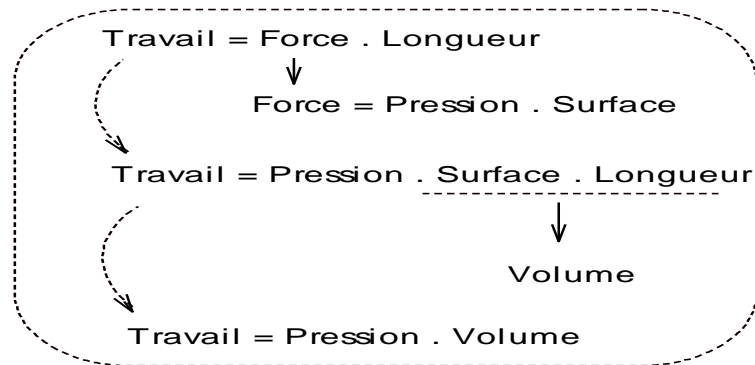 Travail = Force . Longueur
Force = Pression . Surface
Travail = Pression . Surface . Longueur
Volume
Travail = Pression . Volume